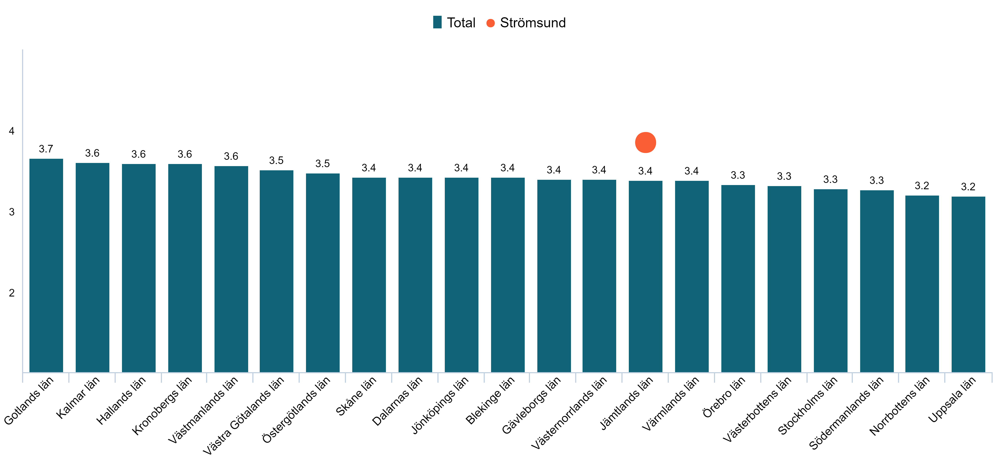 Total Strömsund
4
3
2
3.7 3.6 3.6 3.6 3.6 3.5 3.5 3.4 3.4 3.4 3.4 3.4 3.4 3.4 3.4 3.3 3.3 3.3 3.3 3.2 3.2
Gotlands län
Kalmar län
Hallands län
Kronobergs län
Västmanlands län
Västra Götalands län
Östergötlands län
Skåne län
Dalarnas län
Jönköpings län
Blekinge län
Gävleborgs län
Västernorrlands län
Jämtlands län
Värmlands län
Örebro län
Västerbottens län
Stockholms län
Södermanlands län
Norrbottens län
Uppsala län